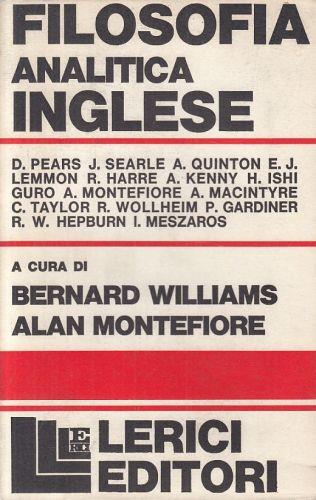 FILOSOFIA
ANALITICA
INGLESE
D. PEARS J. SEARLE A. QUINTON E. J.
LEMMON R. HARRE A. KENNY H. ISHI
GURO A. MONTEFIORE A. MACINTYRE
C. TAYLOR R. WOLLHEIM P. GARDINER
R. W. HEPBURN I. MESZAROS
A CURA DI
BERNARD WILLIAMS
ALAN MONTEFIORE
LERICI
LERICI
EDITORI